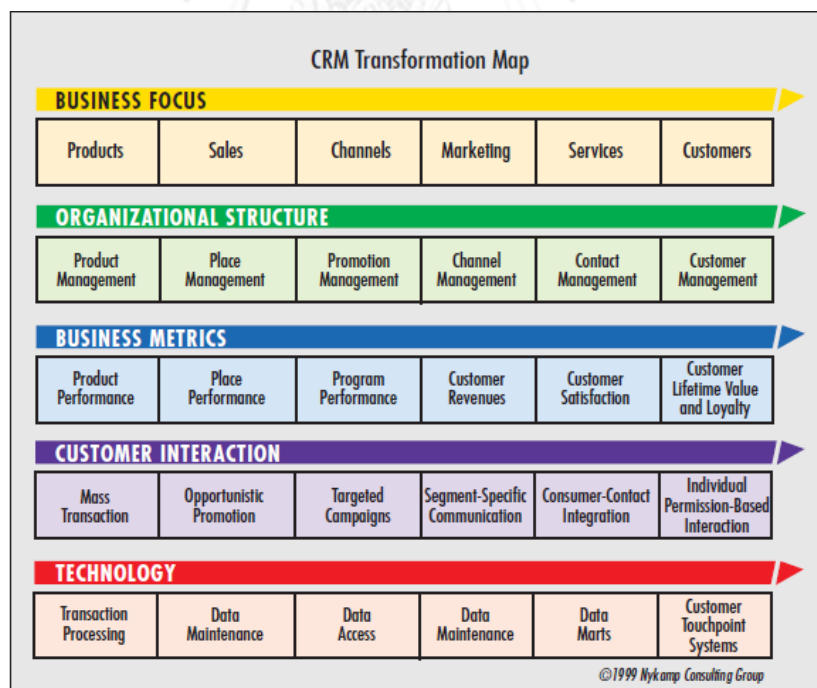 CRM Transformation Map
BUSINESS FOCUS
Products
Sales
Channels
Marketing
Services
Customers
ORGANIZATIONAL STRUCTURE
Product
Management
Place
Management
Promotion
Management
Channel
Management
Contact
Management
Customer
Management
BUSINESS METRICS
Product
Performance
Place
Performance
Program
Performance
Customer
Revenues
Customer
Satisfaction
Customer
Lifetime Value
and Loyalty
CUSTOMER INTERACTION
Mass
Transaction
Opportunistic
Promotion
Targeted
Campaigns
Segment-Specific
Communication
Consumer-Contact
Integration
Individual
Permission-Based
Interaction
TECHNOLOGY
Transaction
Processing
Data
Maintenance
Data
Access
Data
Maintenance
Data
Marts
Customer
Touchpoint
Systems
©1999 Nykamp Consulting Group